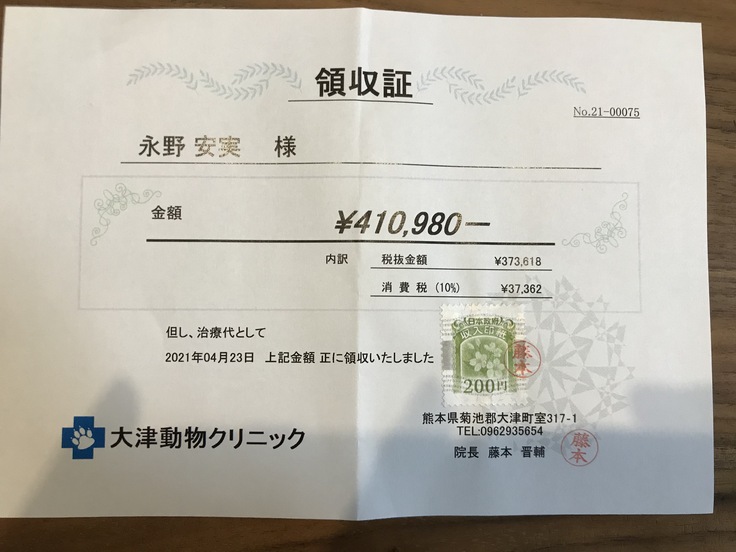 領収証
No.21-00075
永野 安実 様
金額 ¥410,980―
内訳 税抜金額 ¥373,618
消費税 (10%) ¥37,362
但し、治療代として
2021年04月23日 上記金額 正に領収いたしました
日本政府
収入印紙
200円
藤本
熊本県菊池郡大津町室317-1
TEL:0962935654
大津動物クリニック
院長 藤本 晋輔
藤本